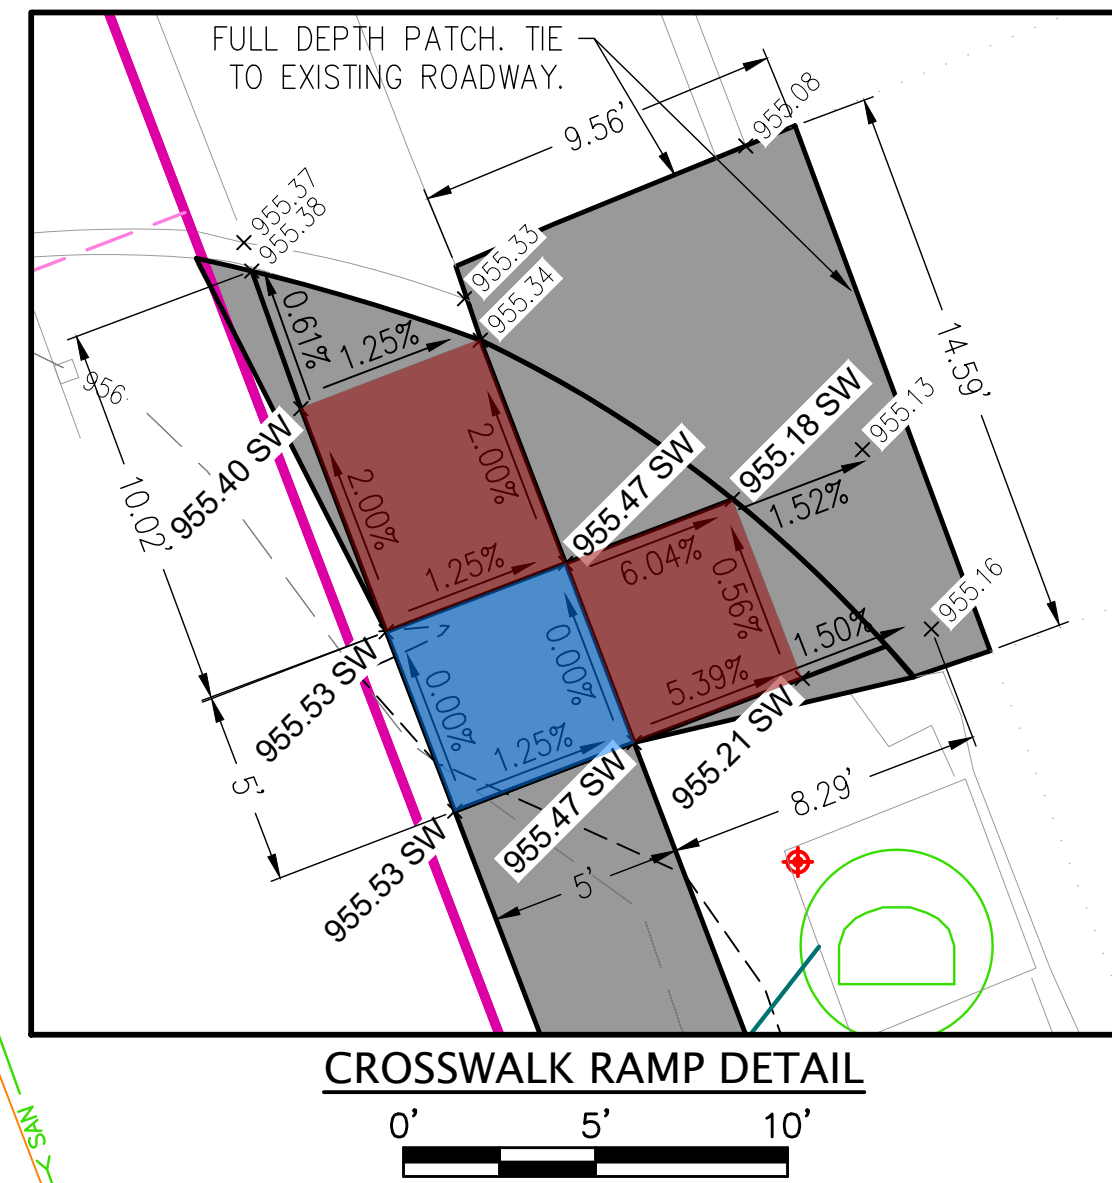 FULL DEPTH PATCH. TIE
TO EXISTING ROADWAY.
9.56'
955.08
955.37
955.38
955.33
955.34
0.61%
1.25%
14.59'
956
955.40 SW
2.00%
2.00%
955.47 SW
955.18 SW
955.13
1.52%
10.02'
1.25%
6.04%
0.56%
955.16
1.50%
955.53 SW
0.00%
0.00%
5.39%
1.25%
955.21 SW
5'
955.47 SW
8.29'
955.53 SW
5'
CROSSWALK RAMP DETAIL
0' 5' 10'
SAN Y